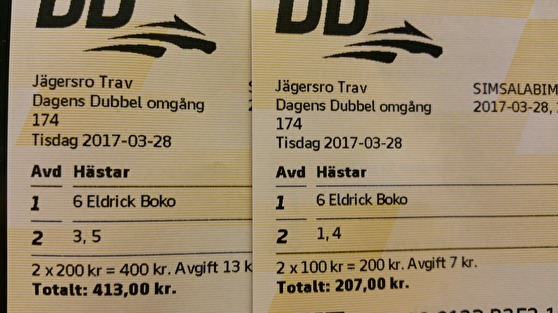 DD
Jägersro Trav
Dagens Dubbel omgång
174
Tisdag 2017-03-28
Avd Hästar
1 6 Eldrick Boko
2 3, 5
2 x 200 kr = 400 kr. Avgift 13 k
Totalt: 413,00 kr.
DD
Jägersro Trav
SIMSALABIM
Dagens Dubbel omgång
2017-03-28,
174
Tisdag 2017-03-28
Avd Hästar
1 6 Eldrick Boko
2 1, 4
2 x 100 kr = 200 kr. Avgift 7 kr.
Totalt: 207,00 kr.